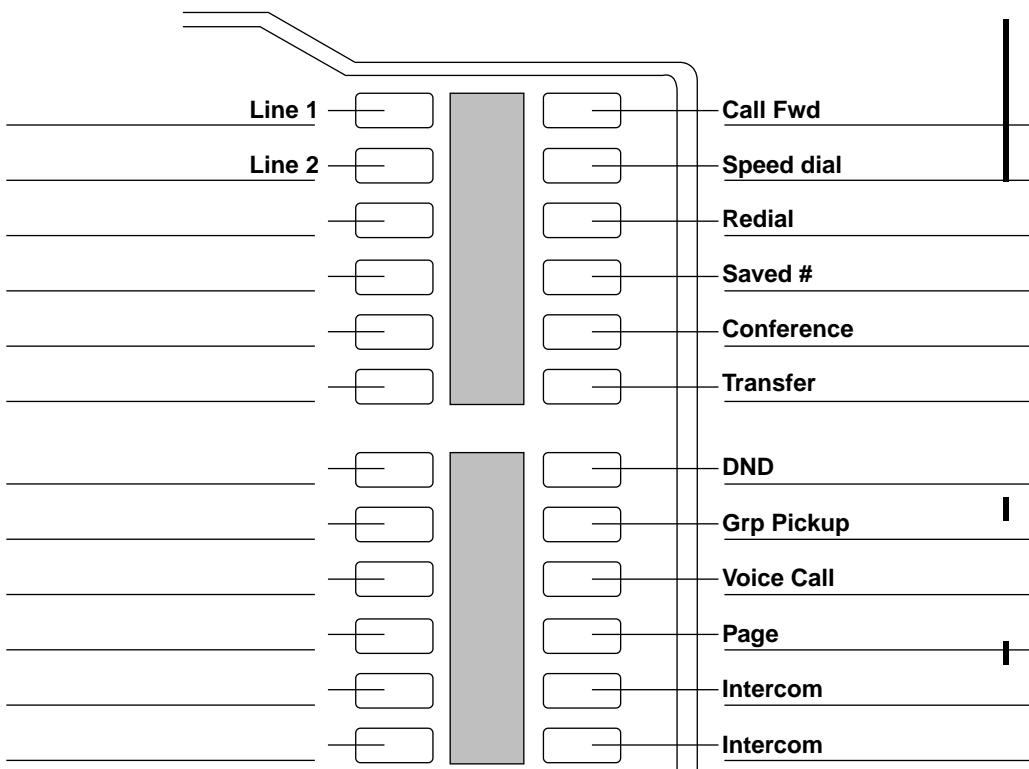 Line 1 Call Fwd
Line 2 Speed dial
Redial
Saved #
Conference
Transfer
DND
Grp Pickup
Voice Call
Page
Intercom
Intercom